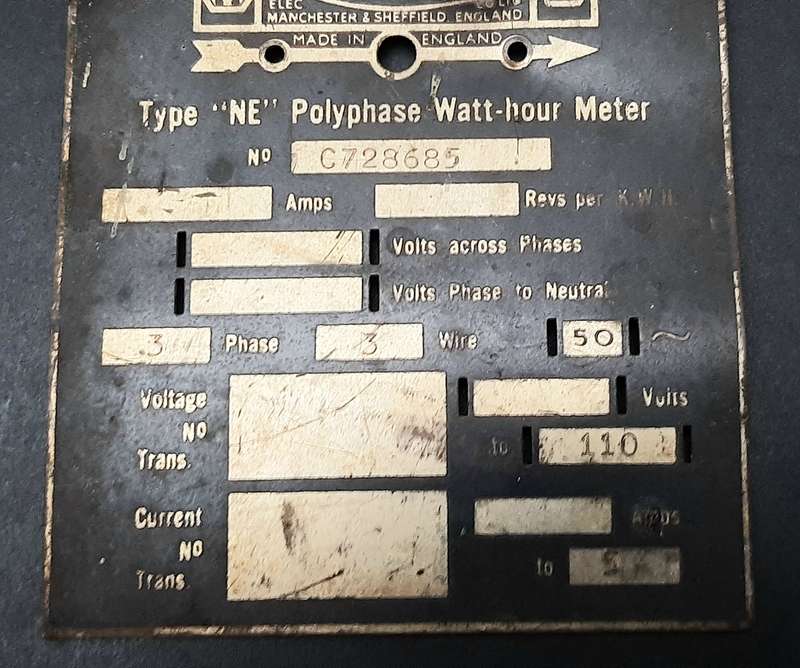 ELEC CO LTD
MANCHESTER & SHEFFIELD. ENGLAND
MADE IN ENGLAND
Type "NE" Polyphase Watt-hour Meter
Nº C728685
Amps Revs per K.W.H.
Volts across Phases
Volts Phase to Neutral
3 Phase 3 Wire 50 ~
Voltage Nº Trans. Volts
to 110
Current Nº Trans. Amps
to 5